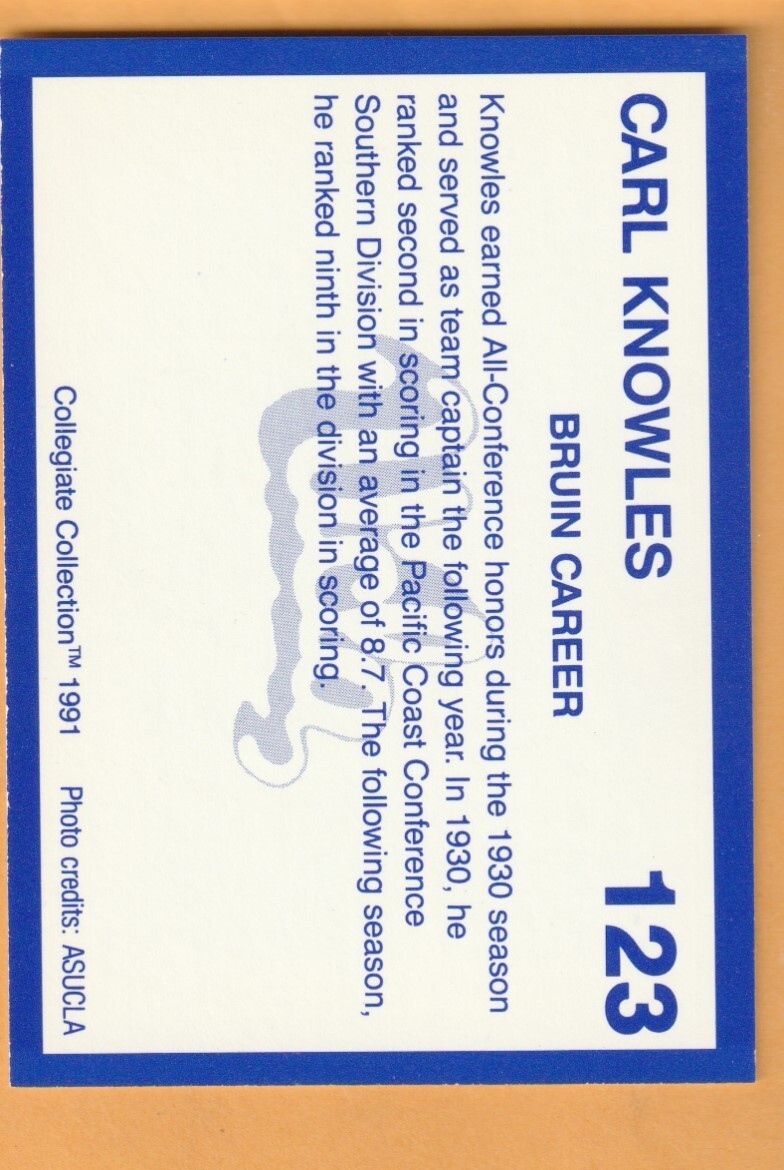 CARL KNOWLES 123
BRUIN CAREER
Knowles earned All-Conference honors during the 1930 season
and served as team captain the following year. In 1930, he
ranked second in scoring in the Pacific Coast Conference
Southern Division with an average of 8.7. The following season,
he ranked ninth in the division in scoring.
Collegiate Collection™ 1991 Photo credits: ASUCLA